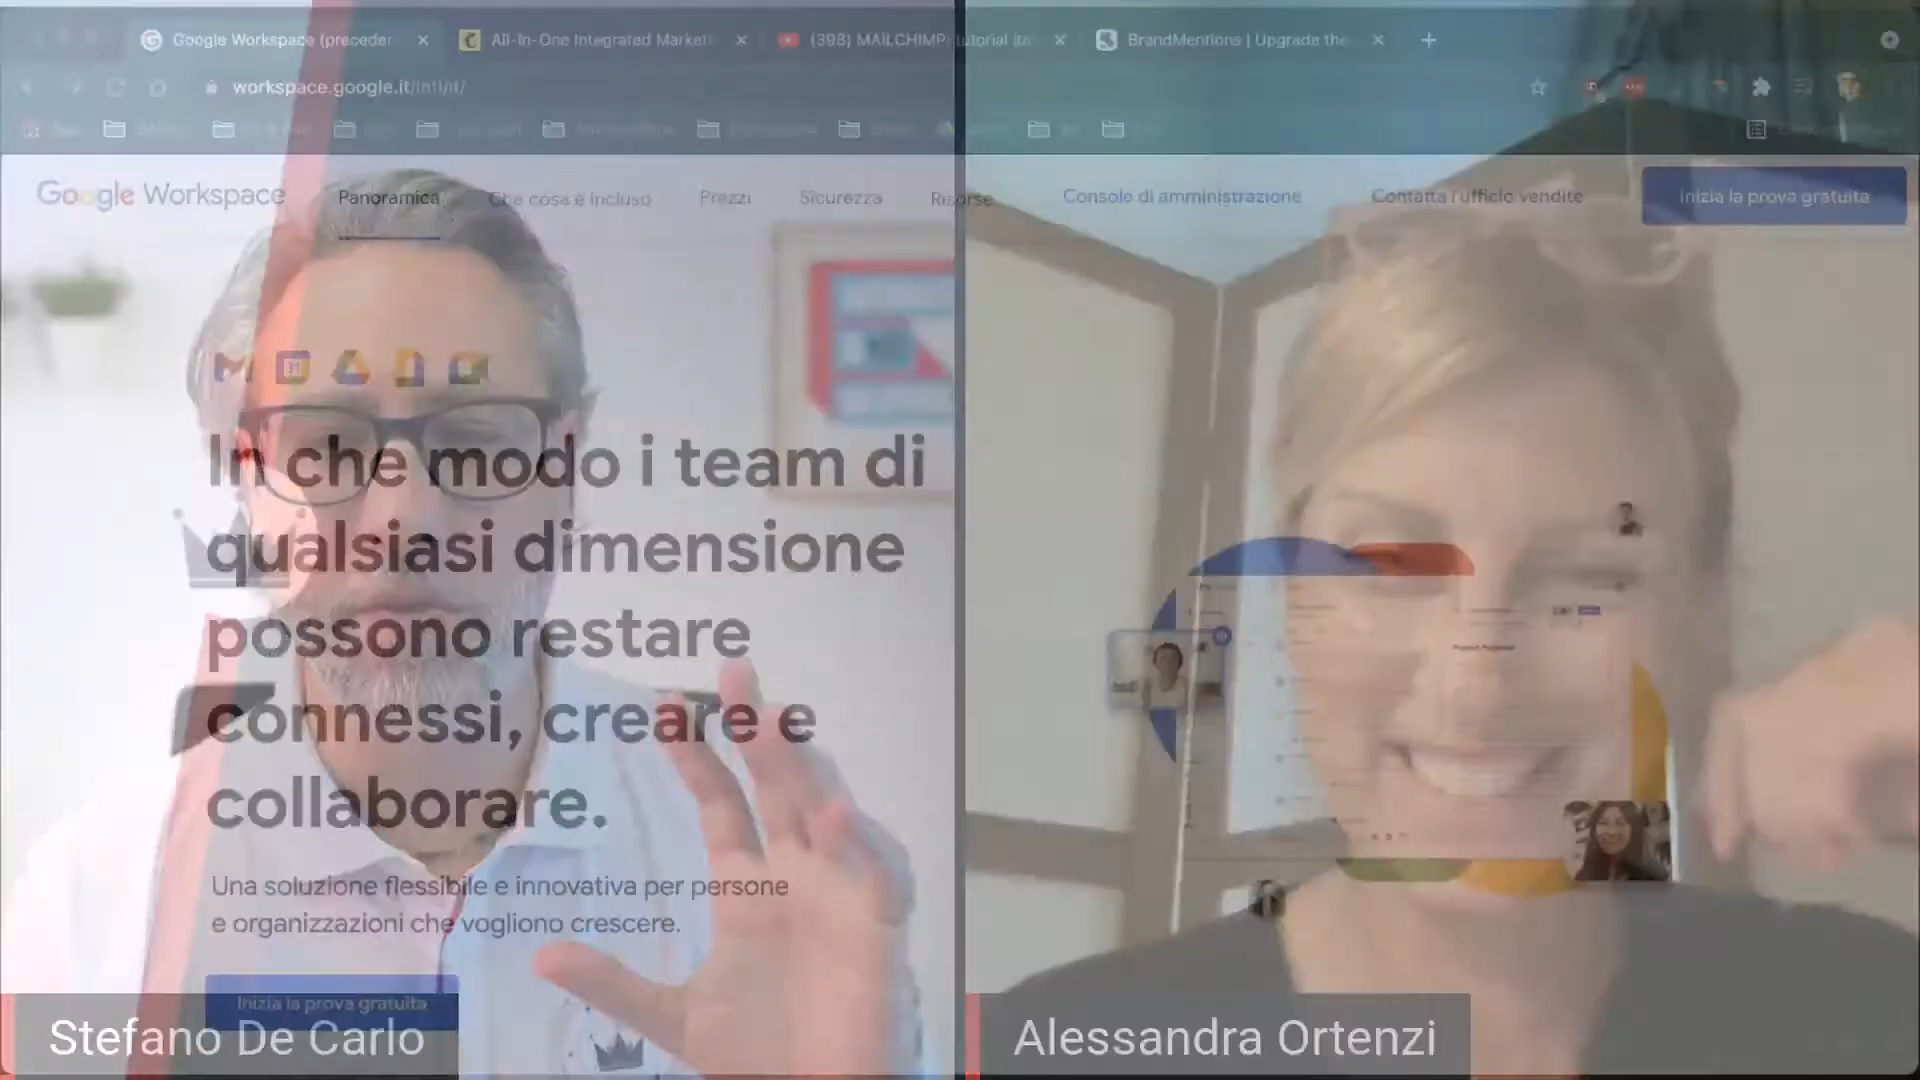 Google Workspace (preceder
All-In-One Integrated Marketi
(398) MAILCHIMP: tutorial ita
BrandMentions | Upgrade the
workspace.google.it/intl/it/
Google Workspace
Panoramica
Che cosa è incluso
Prezzi
Sicurezza
Risorse
Console di amministrazione
Contatta l'ufficio vendite
Inizia la prova gratuita
In che modo i team di
qualsiasi dimensione
possono restare
connessi, creare e
collaborare.
Una soluzione flessibile e innovativa per persone
e organizzazioni che vogliono crescere.
Inizia la prova gratuita
Stefano De Carlo
Alessandra Ortenzi